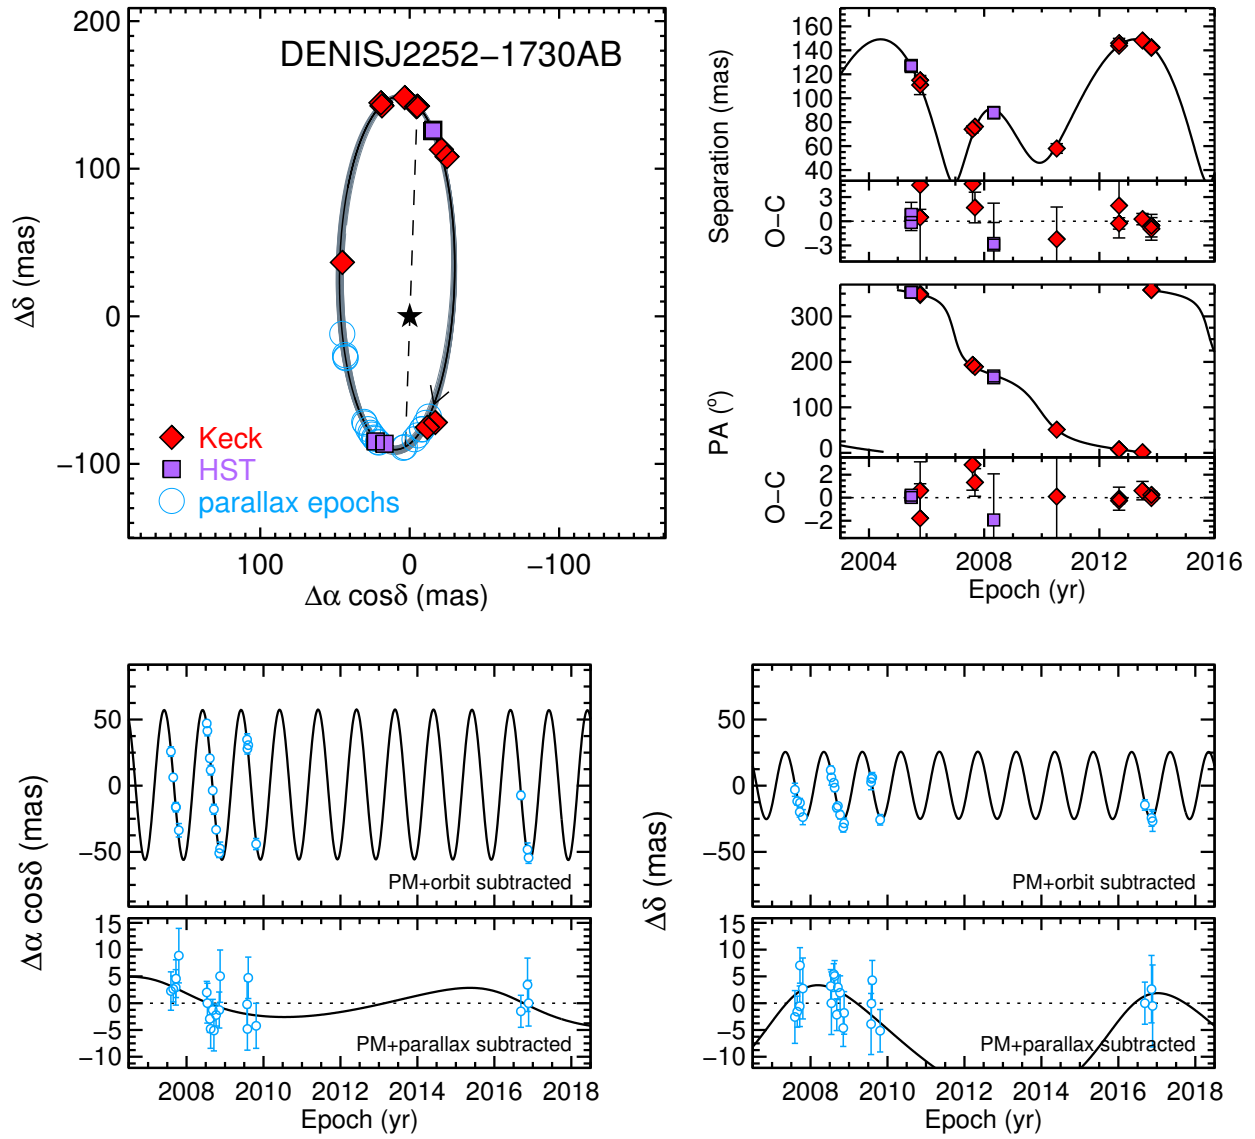 DENISJ2252−1730AB
200
100
0
−100
Δδ (mas)
Keck
HST
parallax epochs
100 0 −100
Δα cosδ (mas)
160
140
120
100
80
60
40
Separation (mas)
3
0
−3
O−C
300
200
100
0
PA (°)
2
0
−2
O−C
2004 2008 2012 2016
Epoch (yr)
50
0
−50
PM+orbit subtracted
Δα cosδ (mas)
15
10
5
0
−5
−10
PM+parallax subtracted
2008 2010 2012 2014 2016 2018
Epoch (yr)
50
0
−50
PM+orbit subtracted
Δδ (mas)
15
10
5
0
−5
−10
PM+parallax subtracted
2008 2010 2012 2014 2016 2018
Epoch (yr)